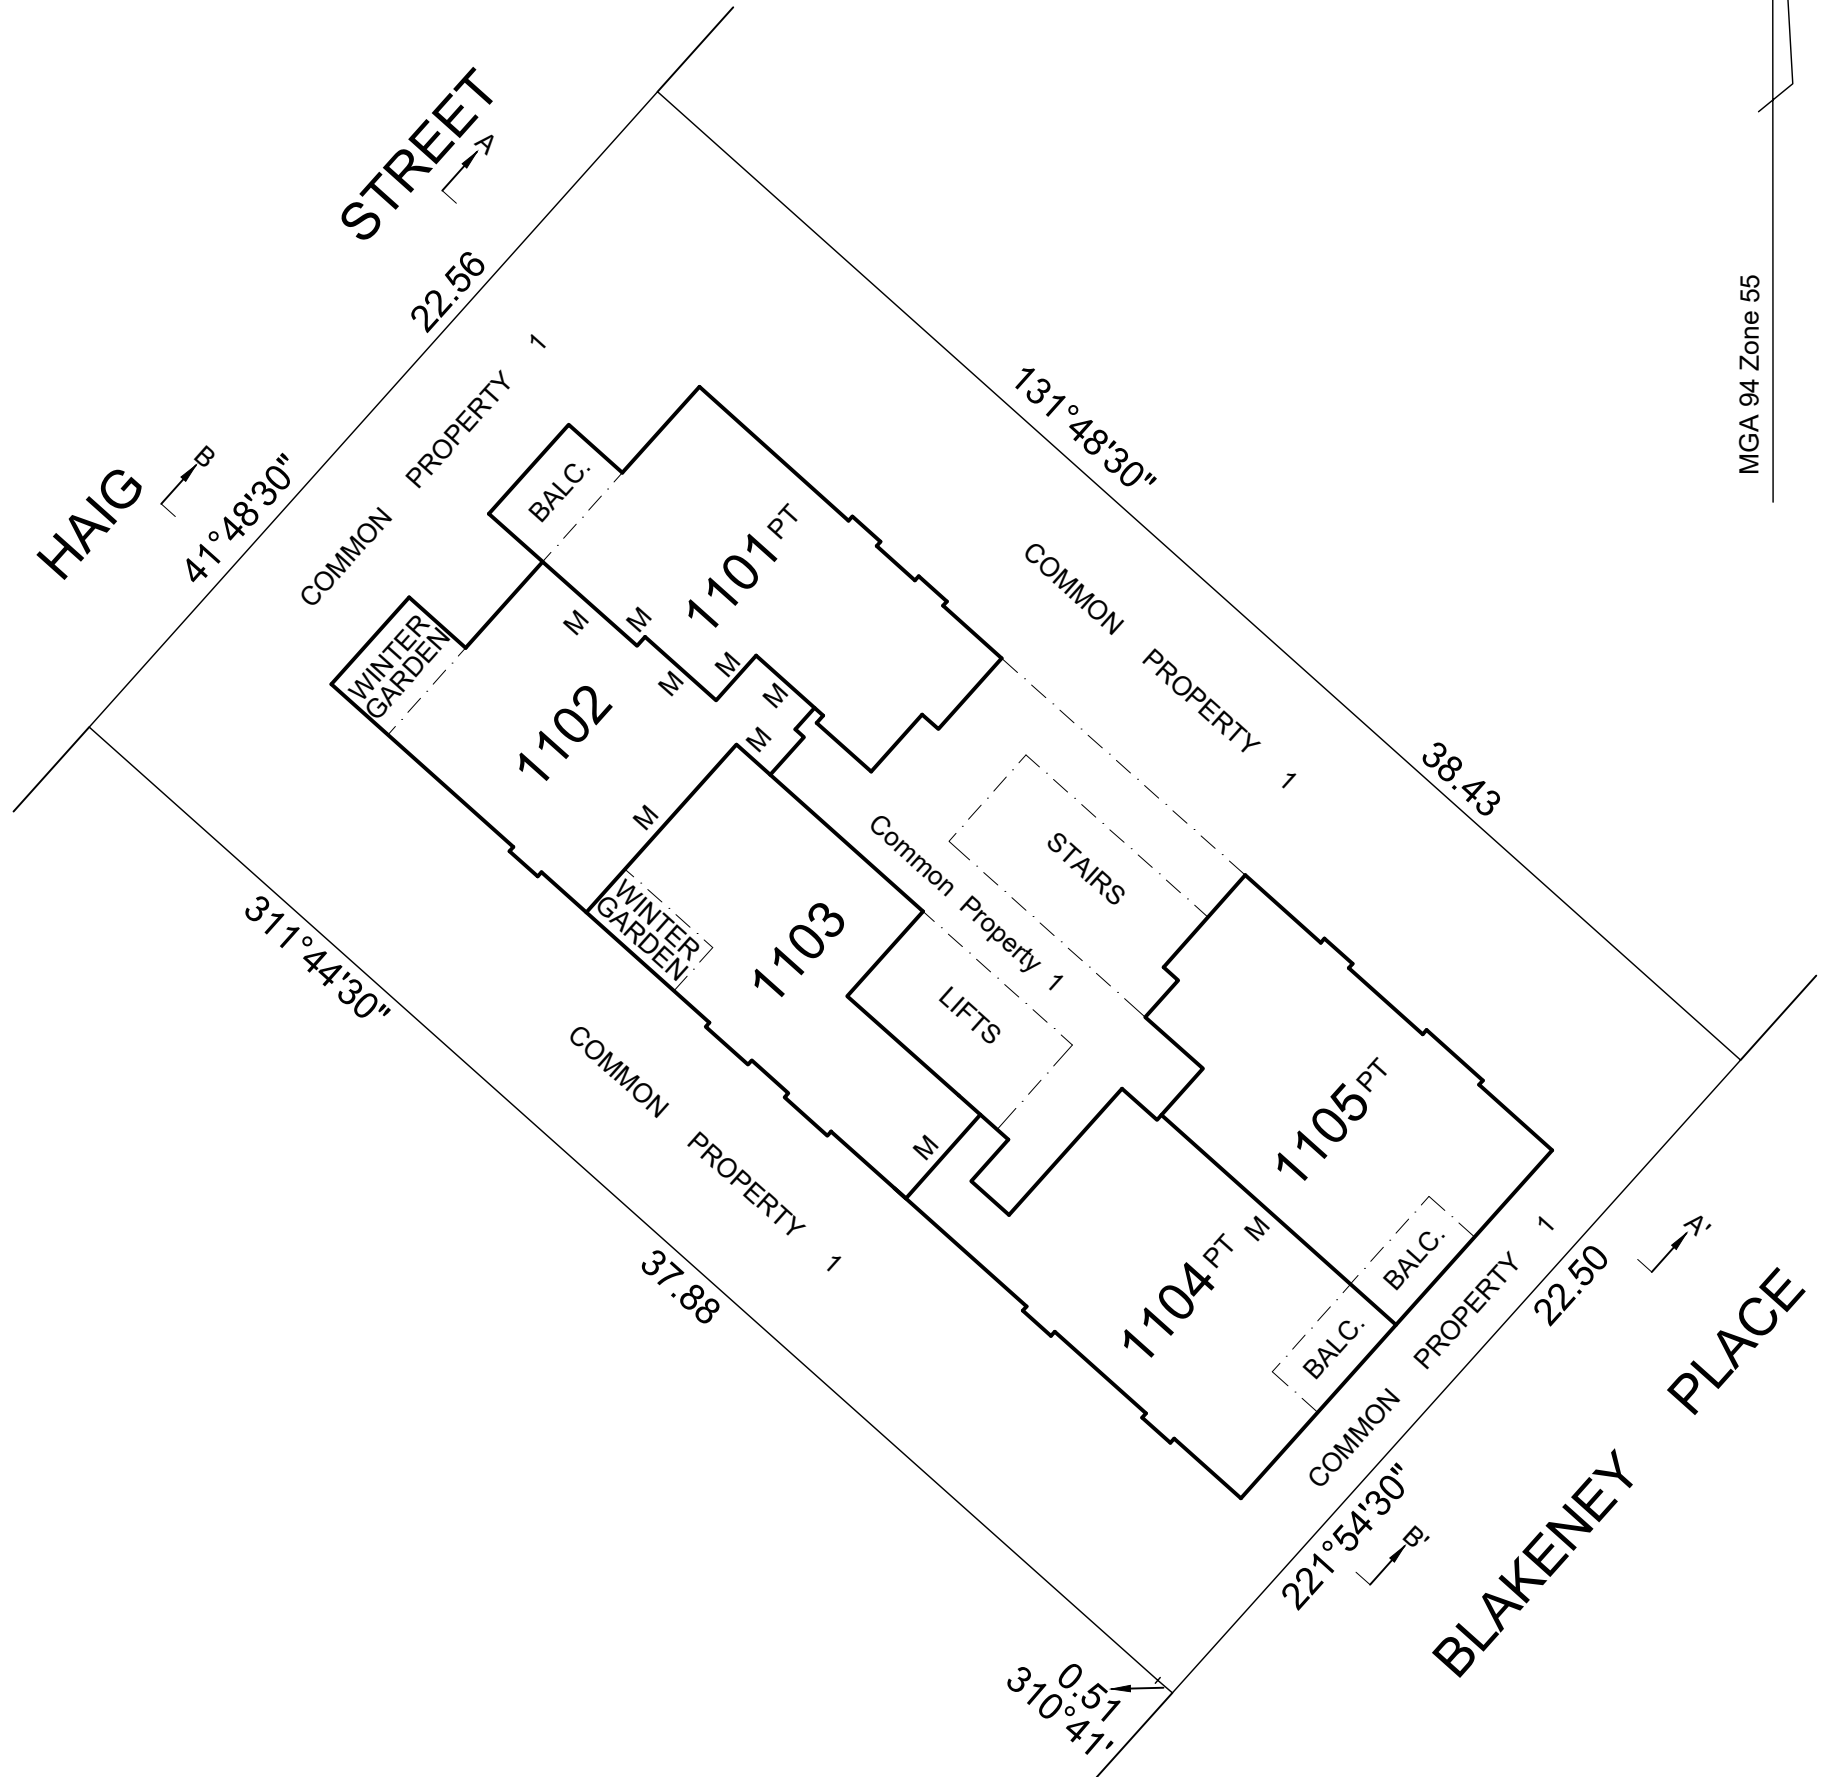 HAIG STREET
A
B
22.56
41°48'30"
COMMON PROPERTY 1
MGA 94 Zone 55
131°48'30"
38.43
COMMON PROPERTY 1
BALC.
1101 PT
M
M
M
M
M
M
M
WINTER
GARDEN
1102
WINTER
GARDEN
1103
M
Common Property 1
STAIRS
LIFTS
311°44'30"
37.88
COMMON PROPERTY 1
1105 PT
BALC.
M
1104 PT
BALC.
COMMON PROPERTY 1
22.50
221°54'30"
A'
B'
BLAKENEY PLACE
0.51
310°41'